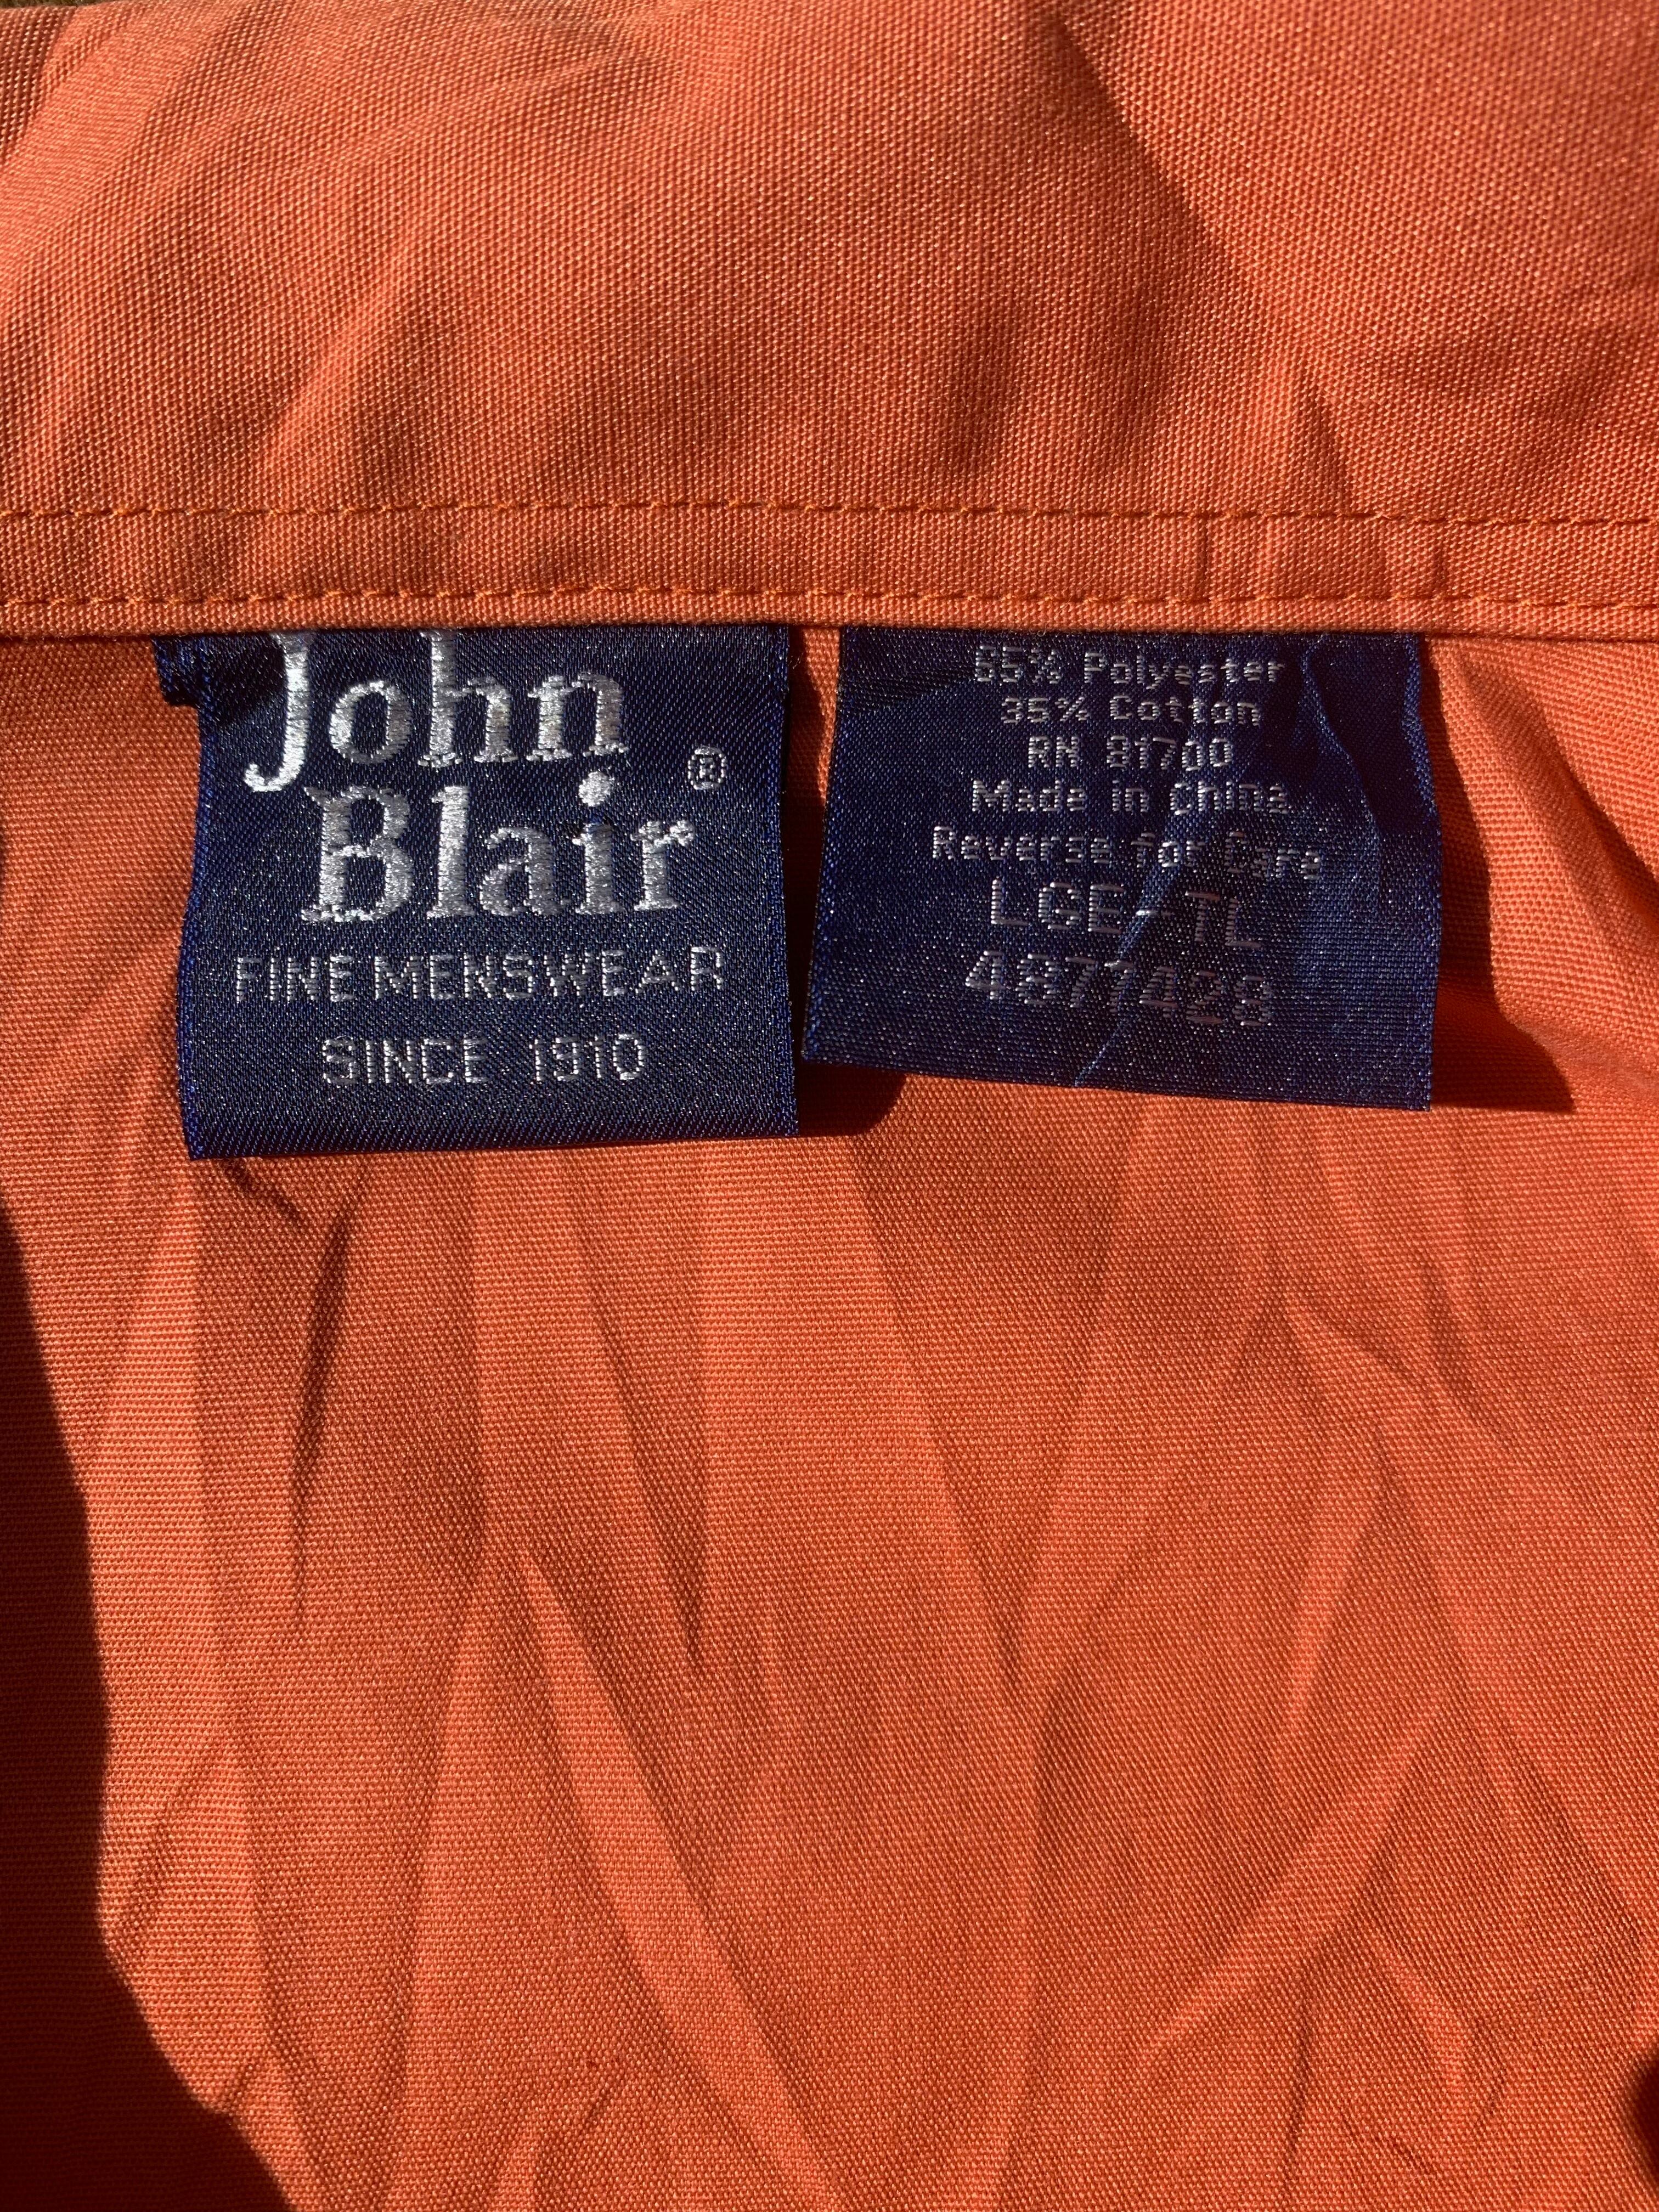 John
Blair ®
FINE MENSWEAR
SINCE 1910
65% Polyester
35% Cotton
RN 81700
Made in China
Reverse for Care
LGE-TL
4871428